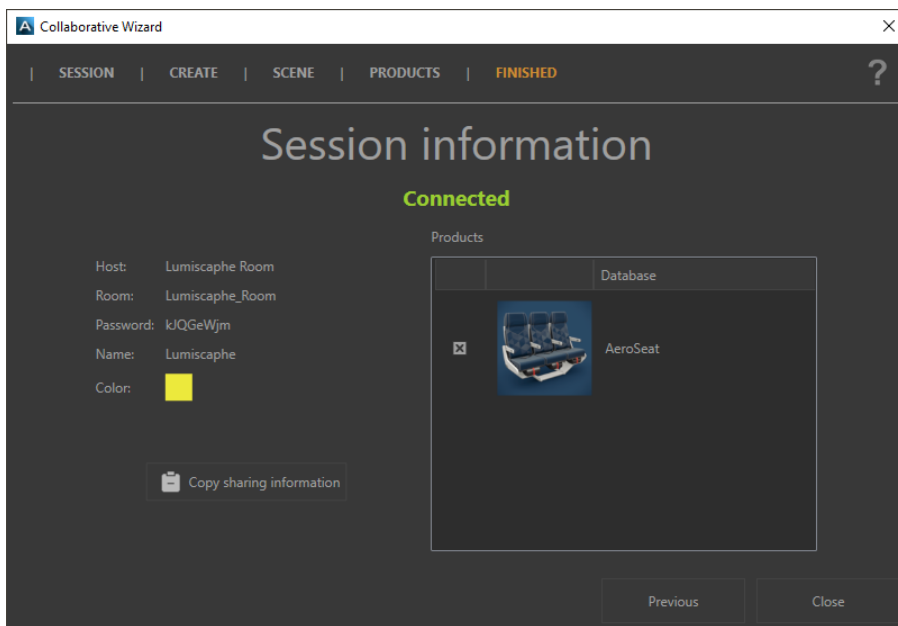 Collaborative Wizard
| SESSION | CREATE | SCENE | PRODUCTS | FINISHED ?
Session information
Connected
Products
Host: Lumiscaphe Room
Room: Lumiscaphe_Room
Password: kJQGeWjm
Name: Lumiscaphe
Color:
Copy sharing information
Database
AeroSeat
Previous Close